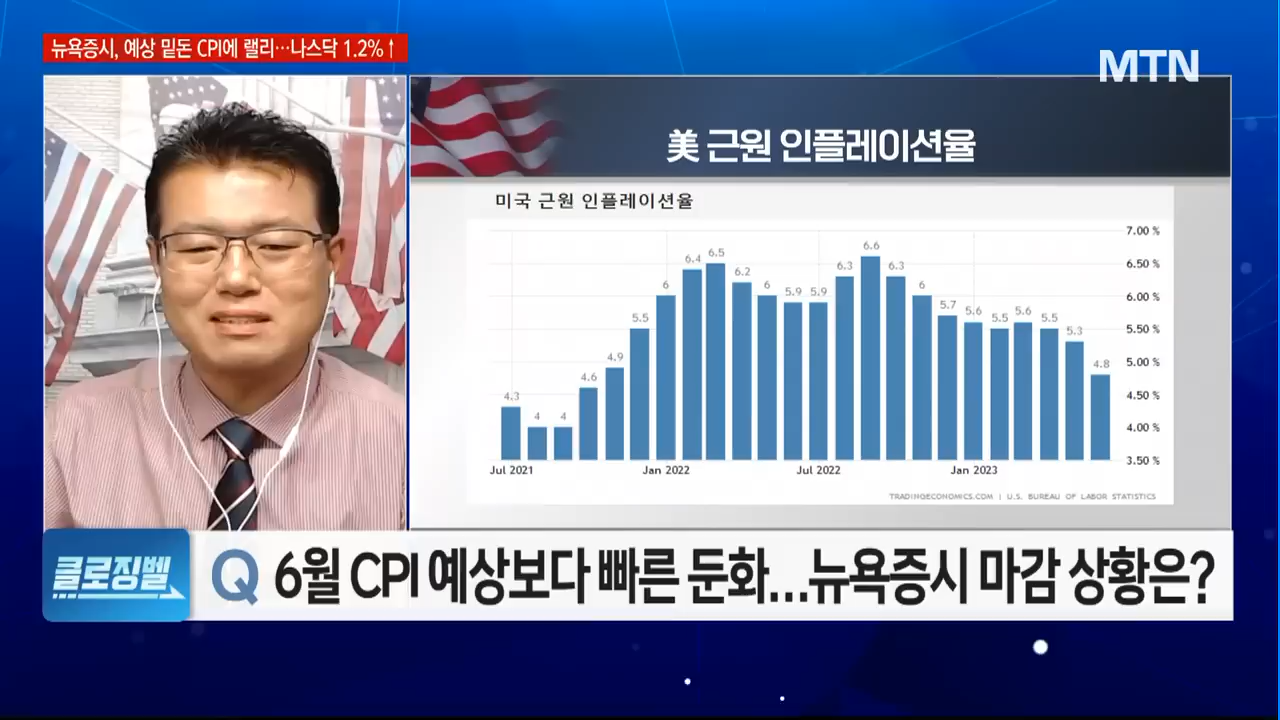 뉴욕증시, 예상 밑돈 CPI에 랠리…나스닥 1.2%↑
MTN
美 근원 인플레이션율
미국 근원 인플레이션율
7.00 %
6.50 %
6.00 %
5.50 %
5.00 %
4.50 %
4.00 %
3.50 %
4.3
4
4
4.6
4.9
5.5
6
6.4
6.5
6.2
6
5.9
5.9
6.3
6.6
6.3
6
5.7
5.6
5.5
5.6
5.5
5.3
4.8
Jul 2021
Jan 2022
Jul 2022
Jan 2023
TRADINGECONOMICS.COM | U.S. BUREAU OF LABOR STATISTICS
클로징벨
Q 6월 CPI 예상보다 빠른 둔화...뉴욕증시 마감 상황은?